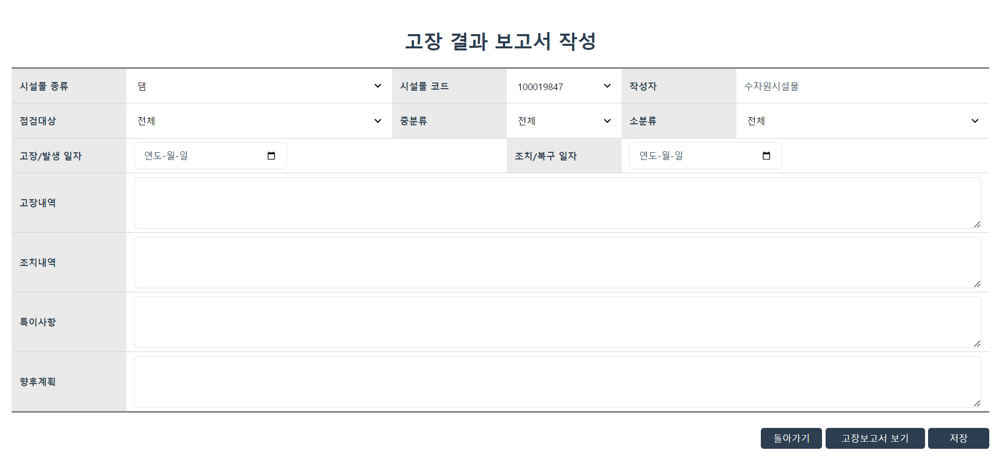 고장 결과 보고서 작성
시설물 종류 댐 시설물 코드 100019847 작성자 수자원시설물
점검대상 전체 중분류 전체 소분류 전체
고장/발생 일자 연도-월-일 조치/복구 일자 연도-월-일
고장내역
조치내역
특이사항
향후계획
돌아가기 고장보고서 보기 저장